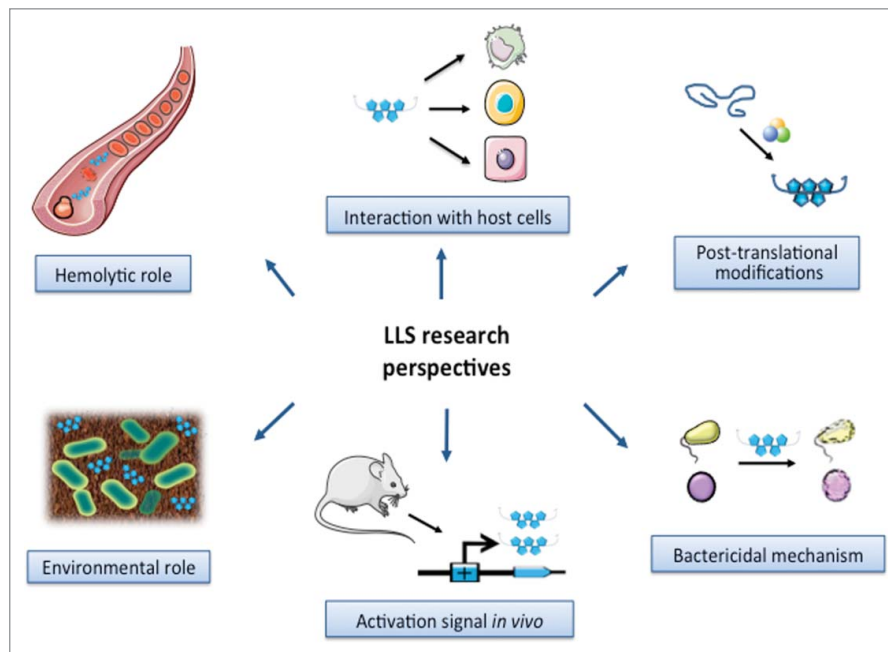 Hemolytic role
Interaction with host cells
Post-translational
modifications
LLS research
perspectives
Environmental role
+
Activation signal in vivo
Bactericidal mechanism